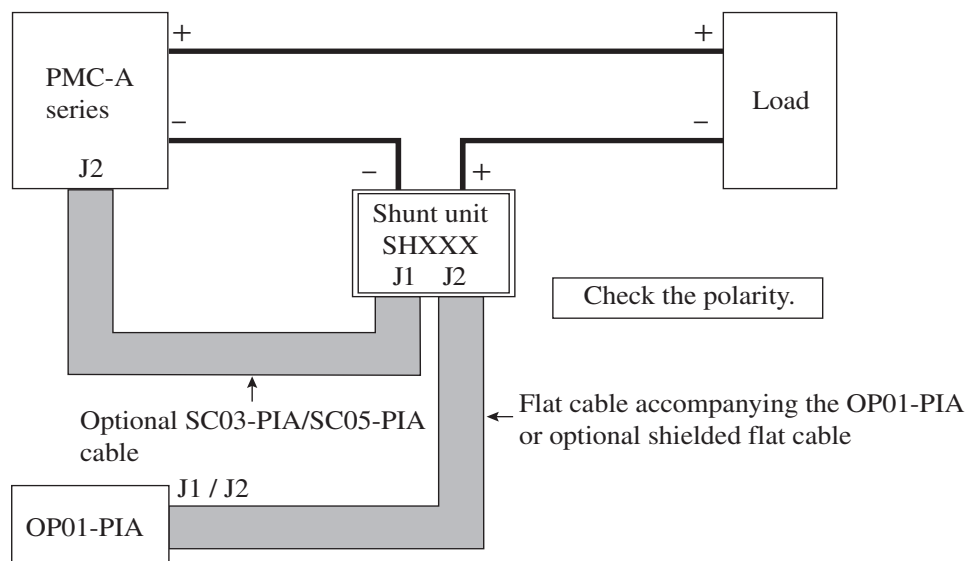 +
+
PMC-A
series
Load
–
–
J2
–
+
Shunt unit
SHXXX
J1 J2
Check the polarity.
Optional SC03-PIA/SC05-PIA
cable
Flat cable accompanying the OP01-PIA
or optional shielded flat cable
J1 / J2
OP01-PIA